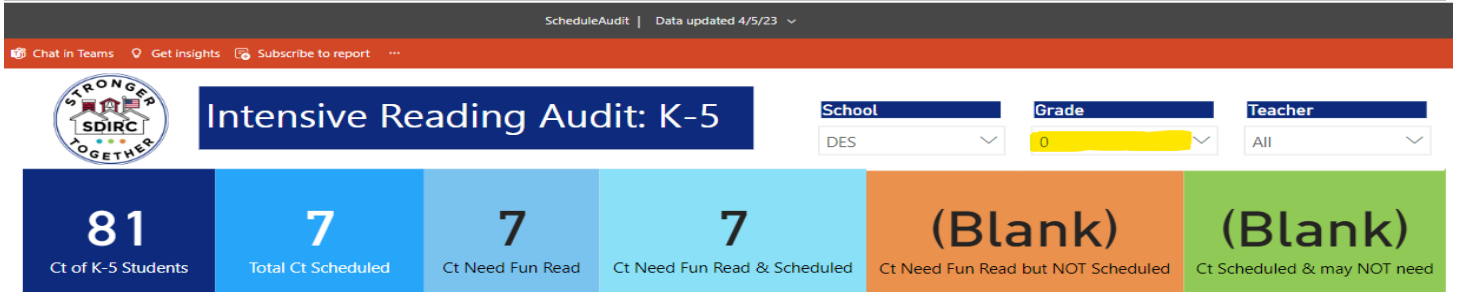 ScheduleAudit | Data updated 4/5/23
Chat in Teams Get insights Subscribe to report ...
STRONGER
SDIRC
TOGETHER
Intensive Reading Audit: K-5
School Grade Teacher
DES 0 All
81 7 7 7 (Blank) (Blank)
Ct of K-5 Students Total Ct Scheduled Ct Need Fun Read Ct Need Fun Read & Scheduled Ct Need Fun Read but NOT Scheduled Ct Scheduled & may NOT need